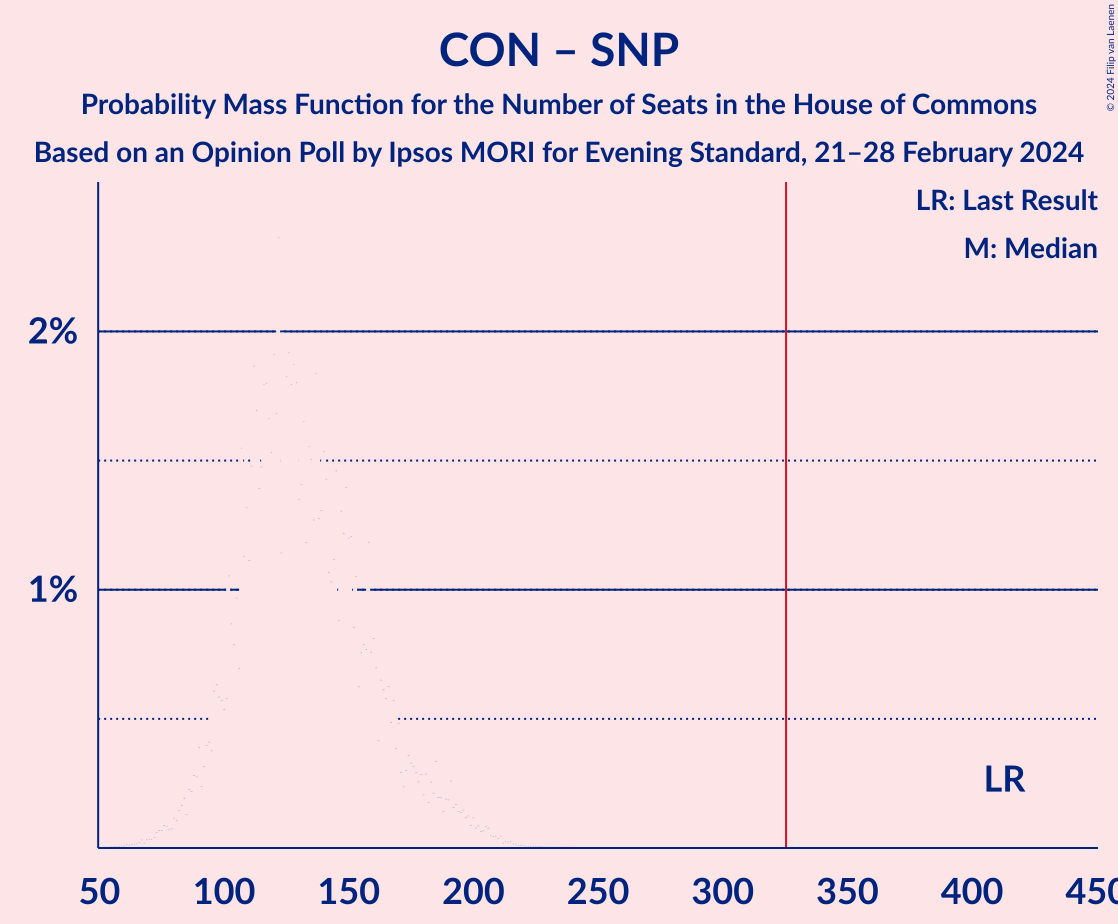 CON – SNP
Probability Mass Function for the Number of Seats in the House of Commons
Based on an Opinion Poll by Ipsos MORI for Evening Standard, 21–28 February 2024
© 2024 Filip van Laenen
LR: Last Result
M: Median
2%
1%
LR
50 100 150 200 250 300 350 400 450